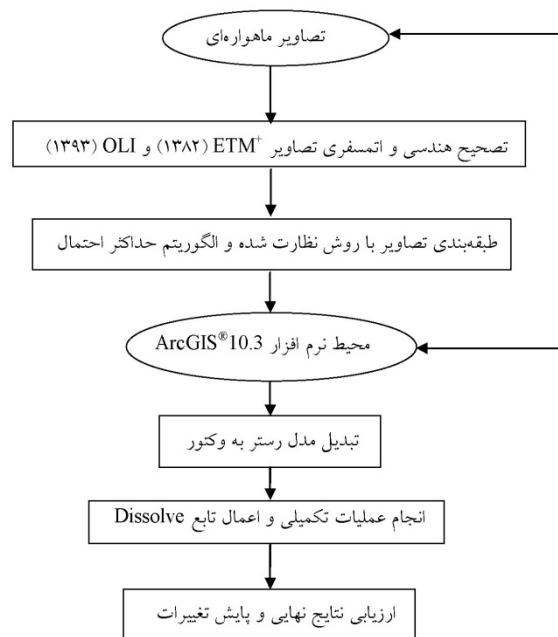 تصاویر ماهواره‌ای
تصحیح هندسی و اتمسفری تصاویر ETM+ (۱۳۸۲) و OLI (۱۳۹۳)
طبقه‌بندی تصاویر با روش نظارت شده و الگوریتم حداکثر احتمال
محیط نرم افزار ArcGIS®10.3
تبدیل مدل رستر به وکتور
انجام عملیات تکمیلی و اعمال تابع Dissolve
ارزیابی نتایج نهایی و پایش تغییرات